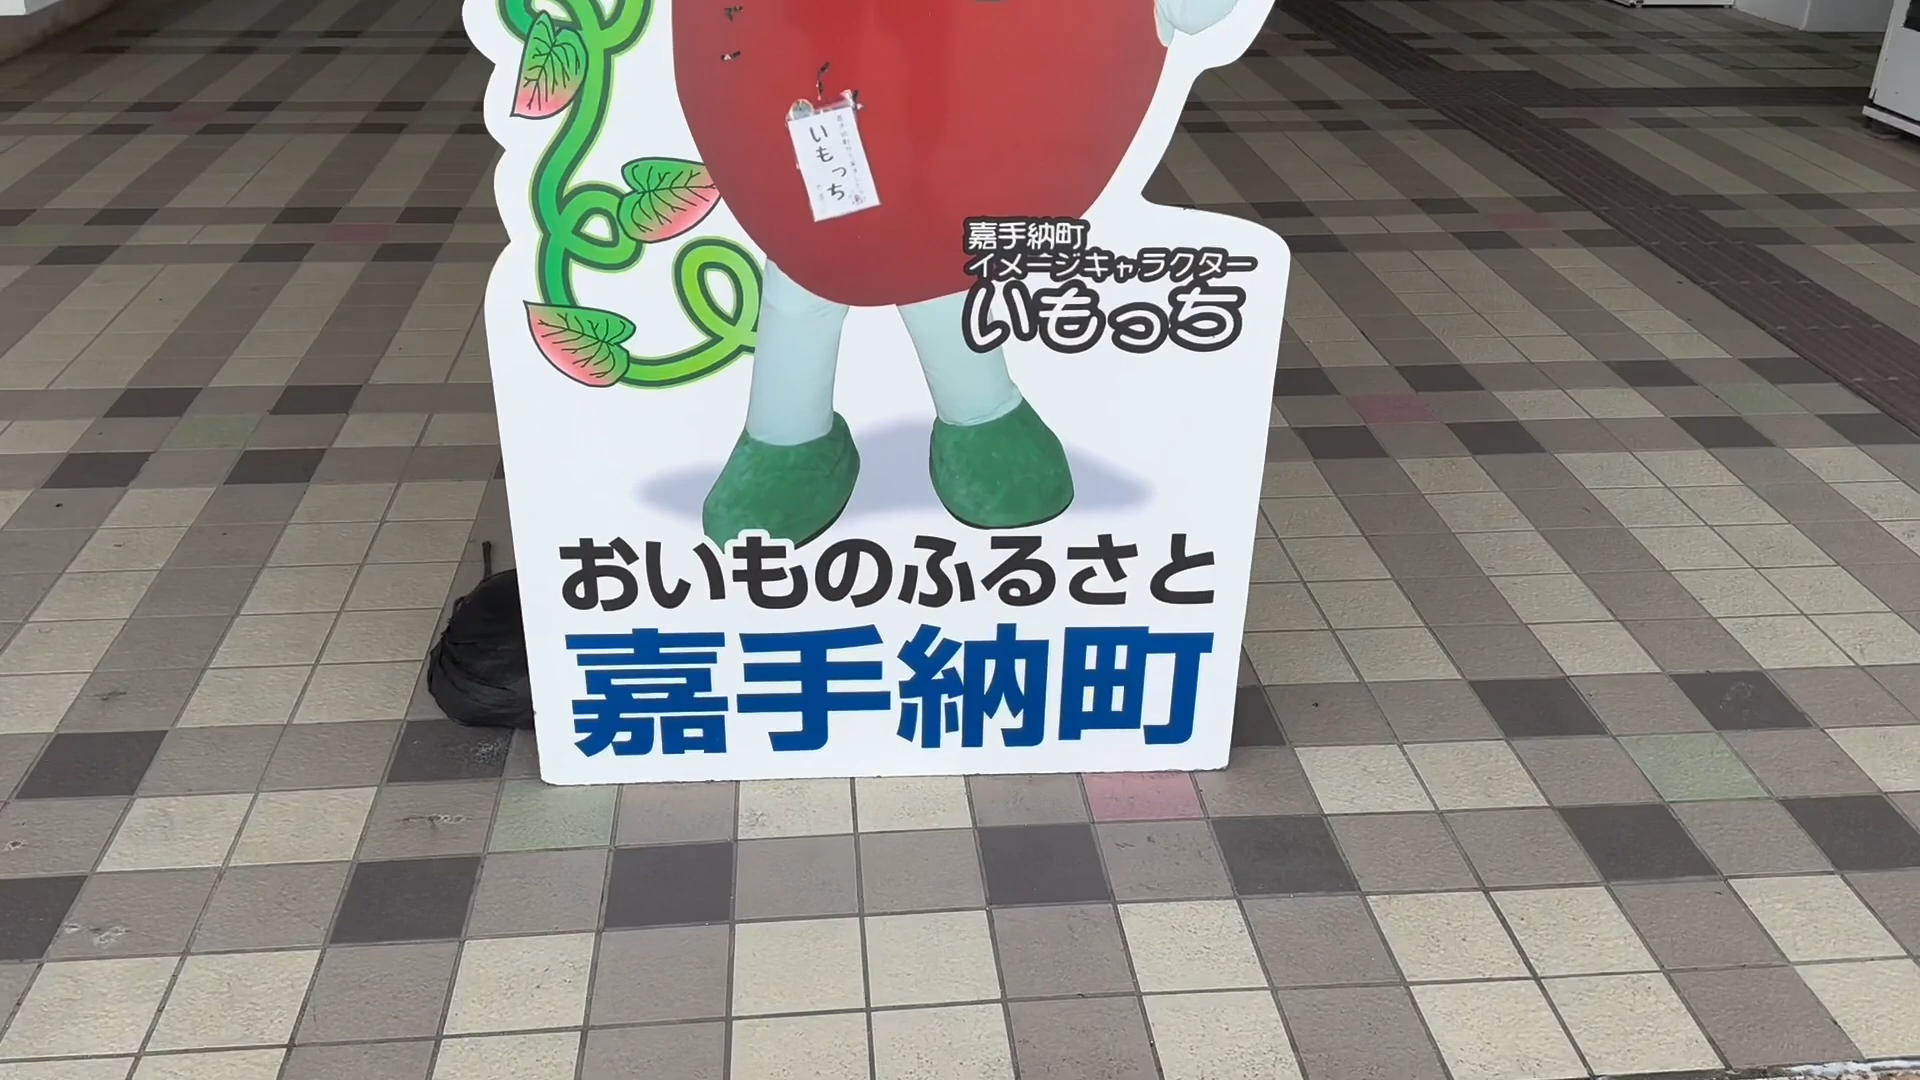 いもっち
嘉手納町
イメージキャラクター
いもっち
おいものふるさと
嘉手納町